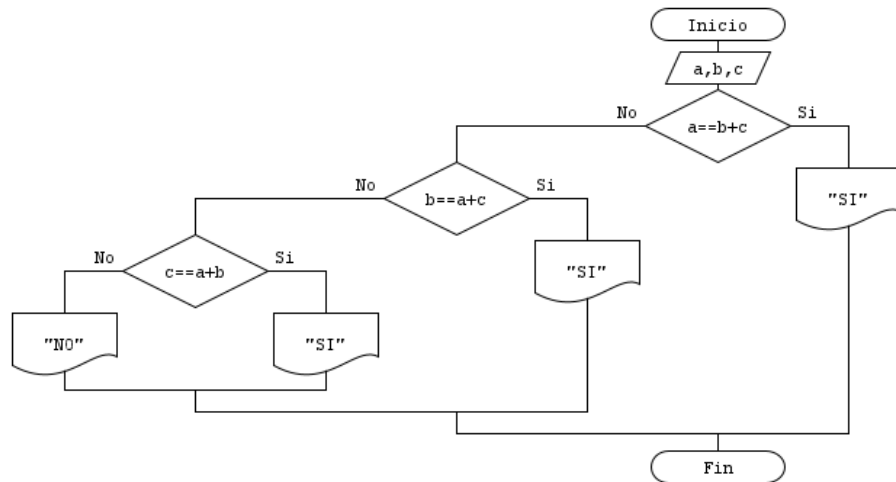 Inicio
a,b,c
No
a==b+c
Si
No
b==a+c
Si
"SI"
No
c==a+b
Si
"SI"
"NO"
"SI"
Fin